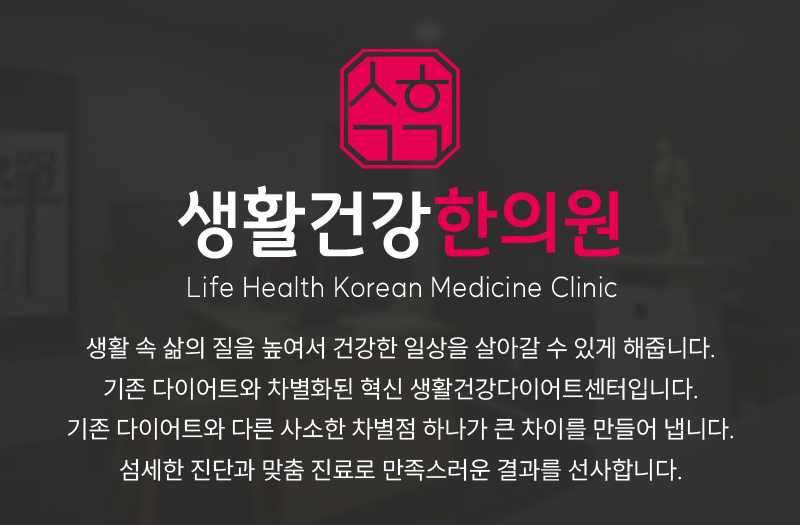 생활건강한의원
Life Health Korean Medicine Clinic
생활 속 삶의 질을 높여서 건강한 일상을 살아갈 수 있게 해줍니다.
기존 다이어트와 차별화된 혁신 생활건강다이어트센터입니다.
기존 다이어트와 다른 사소한 차별점 하나가 큰 차이를 만들어 냅니다.
섬세한 진단과 맞춤 진료로 만족스러운 결과를 선사합니다.